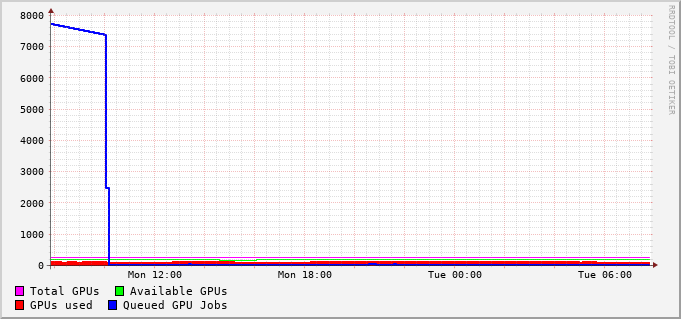 8000
7000
6000
5000
4000
3000
2000
1000
0
Mon 12:00 Mon 18:00 Tue 00:00 Tue 06:00
Total GPUs Available GPUs
GPUs used Queued GPU Jobs
RRDTOOL / TOBI OETIKER